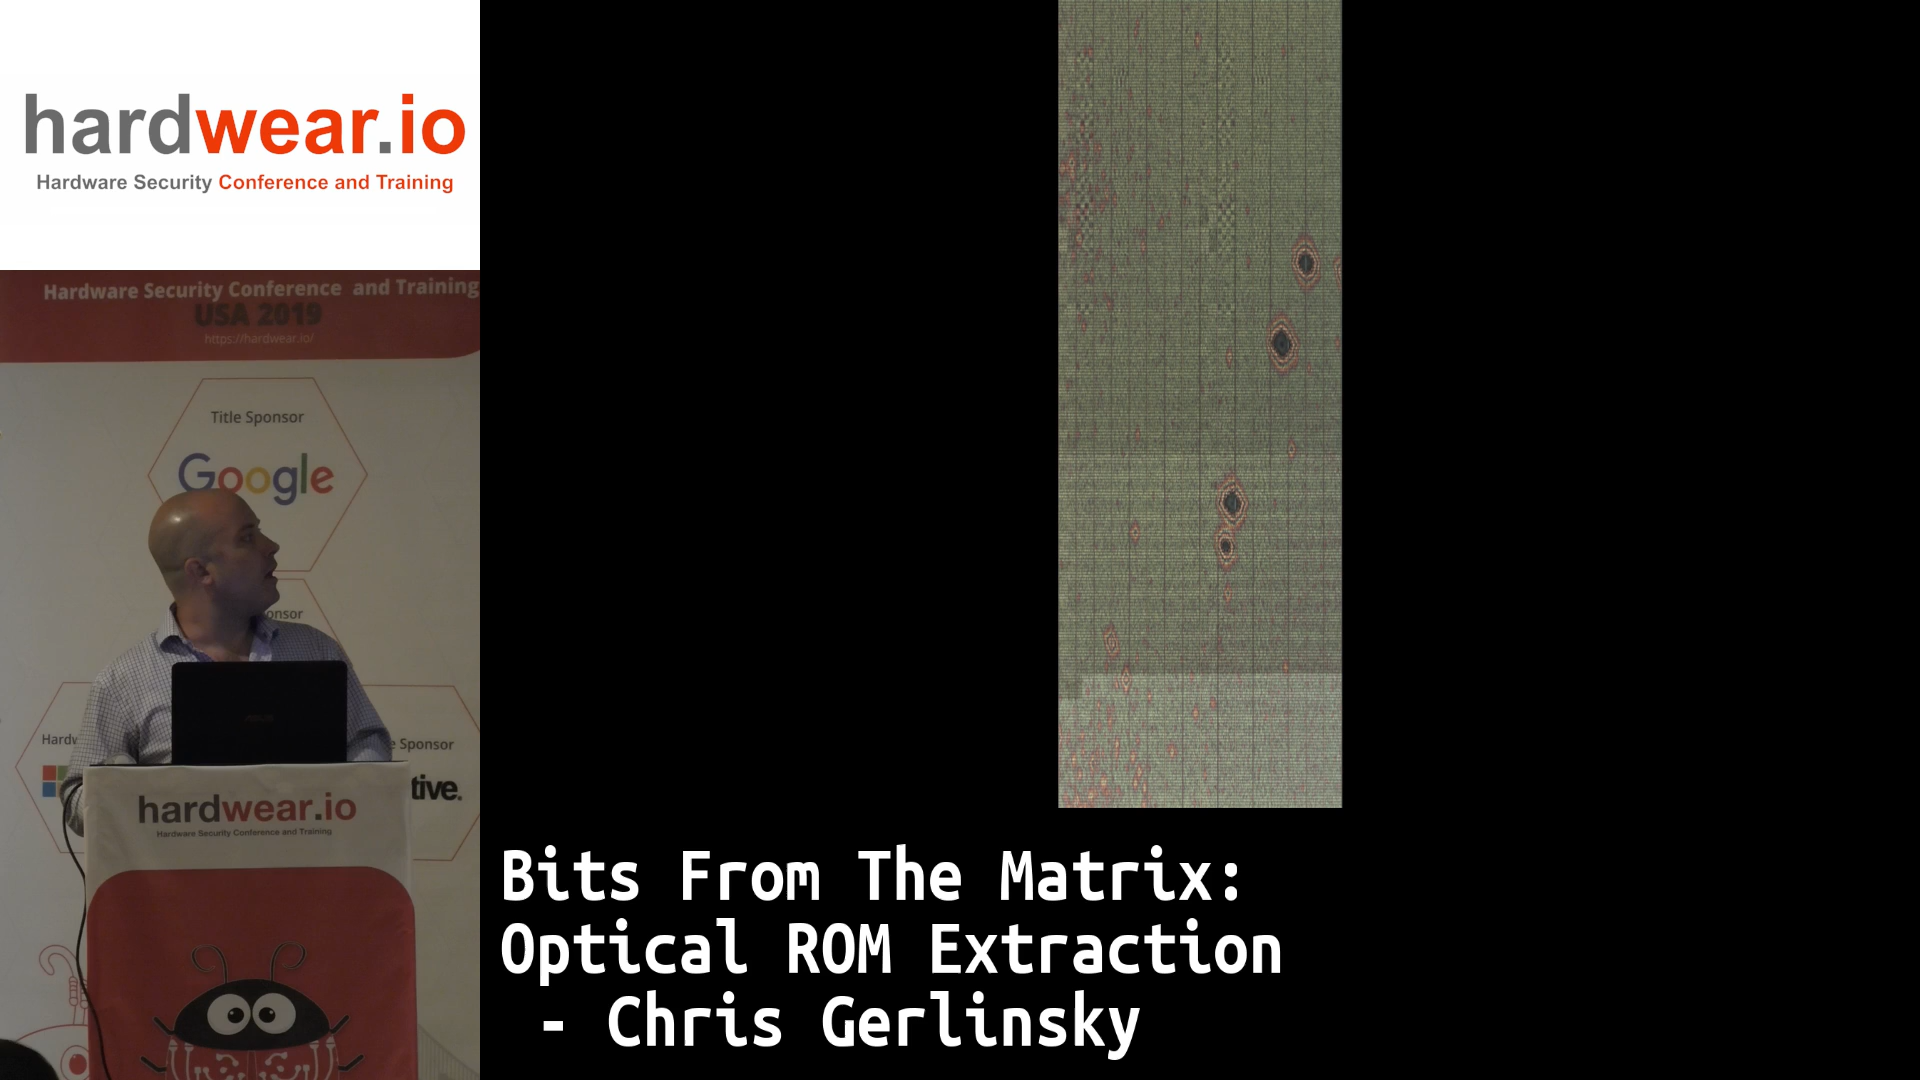 hardwear.io
Hardware Security Conference and Training
Hardware Security Conference and Training
USA 2019
https://hardwear.io/
Title Sponsor
Google
onsor
Hardw
e Sponsor
tive.
hardwear.io
Hardware Security Conference and Training
Bits From The Matrix:
Optical ROM Extraction
- Chris Gerlinsky